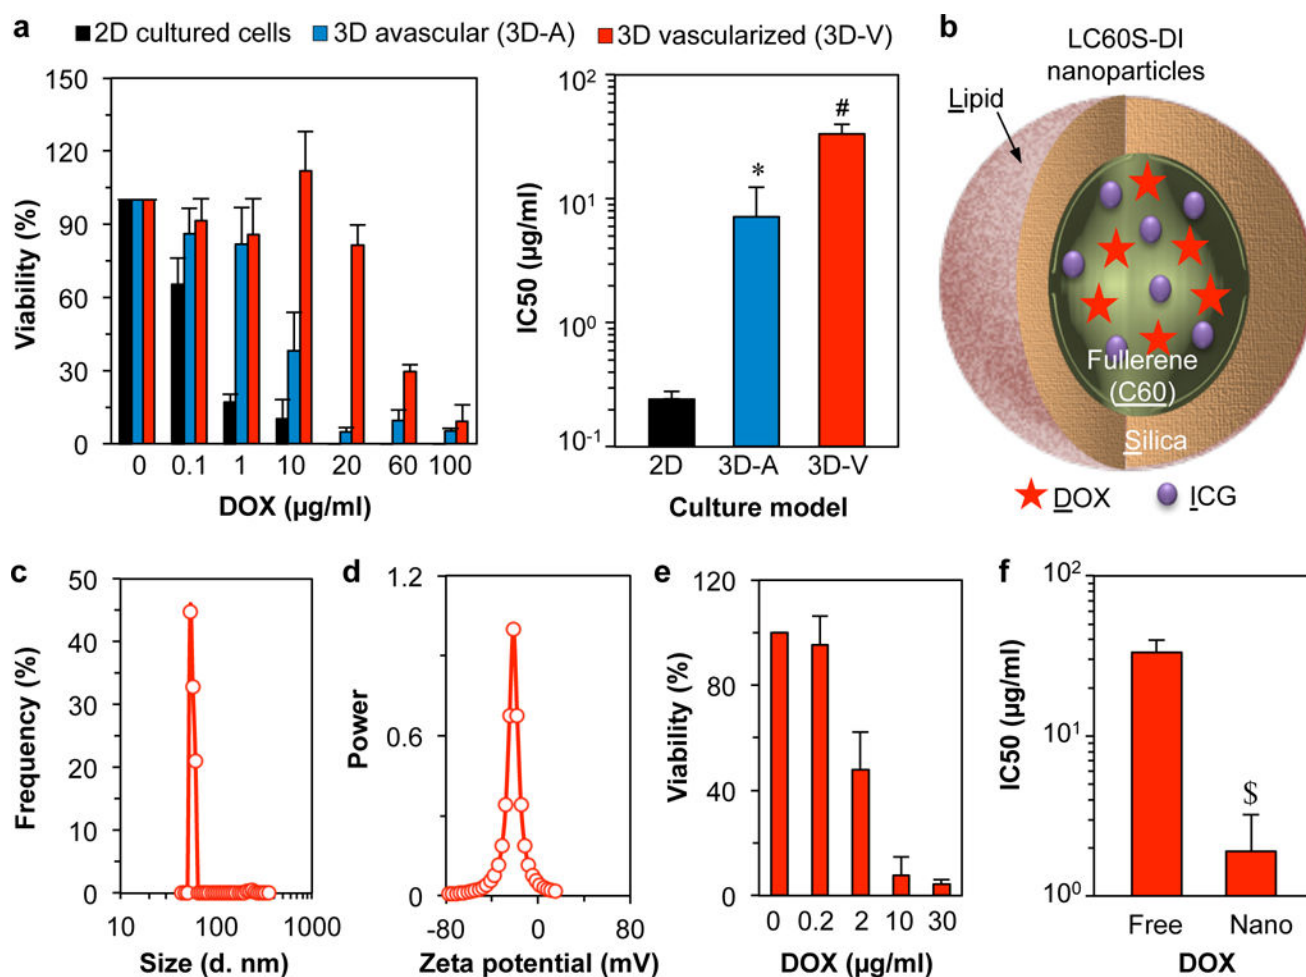 a
2D cultured cells 3D avascular (3D-A) 3D vascularized (3D-V)
150
120
90
60
30
0
Viability (%)
0 0.1 1 10 20 60 100
DOX (µg/ml)
10²
10¹
10⁰
10⁻¹
IC50 (µg/ml)
*
#
2D 3D-A 3D-V
Culture model
b
LC60S-DI
nanoparticles
Lipid
Fullerene
(C60)
Silica
DOX ICG
c
50
40
30
20
10
0
Frequency (%)
10 100 1000
Size (d. nm)
d
1.2
0.6
0
Power
-80 0 80
Zeta potential (mV)
e
120
80
40
0
Viability (%)
0 0.2 2 10 30
DOX (µg/ml)
f
10²
10¹
10⁰
IC50 (µg/ml)
$
Free Nano
DOX